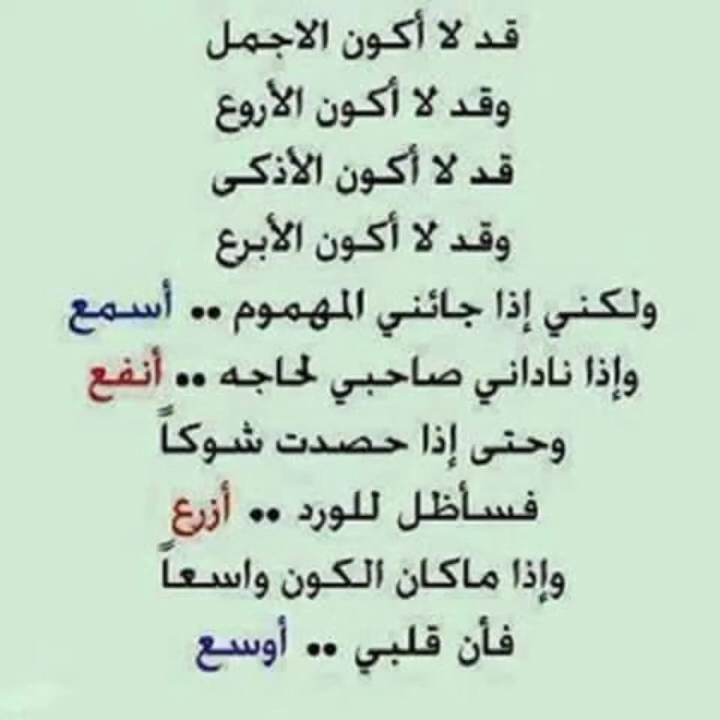 قد لا أكون الاجمل
وقد لا أكون الأروع
قد لا أكون الأذكى
وقد لا أكون الأبرع
ولكني إذا جائني المهموم .. أسمع
وإذا ناداني صاحبي لحاجه .. أنفع
وحتى إذا حصدت شوكاً
فسأظل للورد .. أزرع
وإذا ماكان الكون واسعاً
فأن قلبي .. أوسع